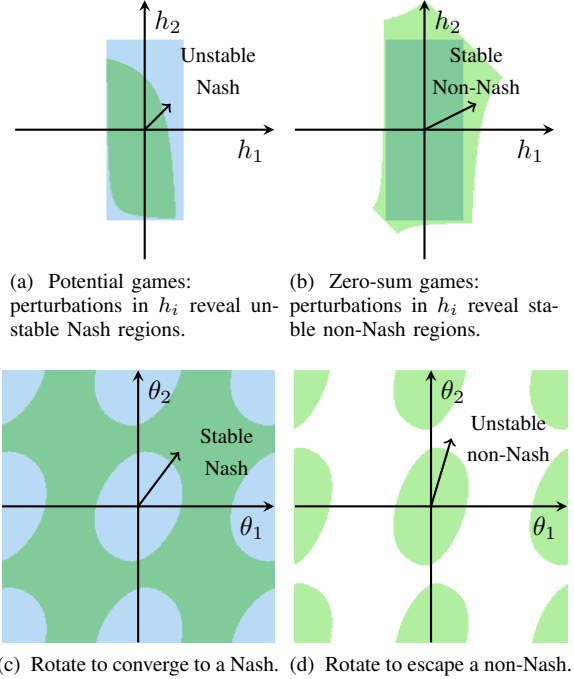 h₂
Unstable
Nash
h₁
h₂
Stable
Non-Nash
h₁
(a) Potential games:
perturbations in hᵢ reveal un-
stable Nash regions.
(b) Zero-sum games:
perturbations in hᵢ reveal sta-
ble non-Nash regions.
θ₂
Stable
Nash
θ₁
θ₂
Unstable
non-Nash
θ₁
(c) Rotate to converge to a Nash.
(d) Rotate to escape a non-Nash.